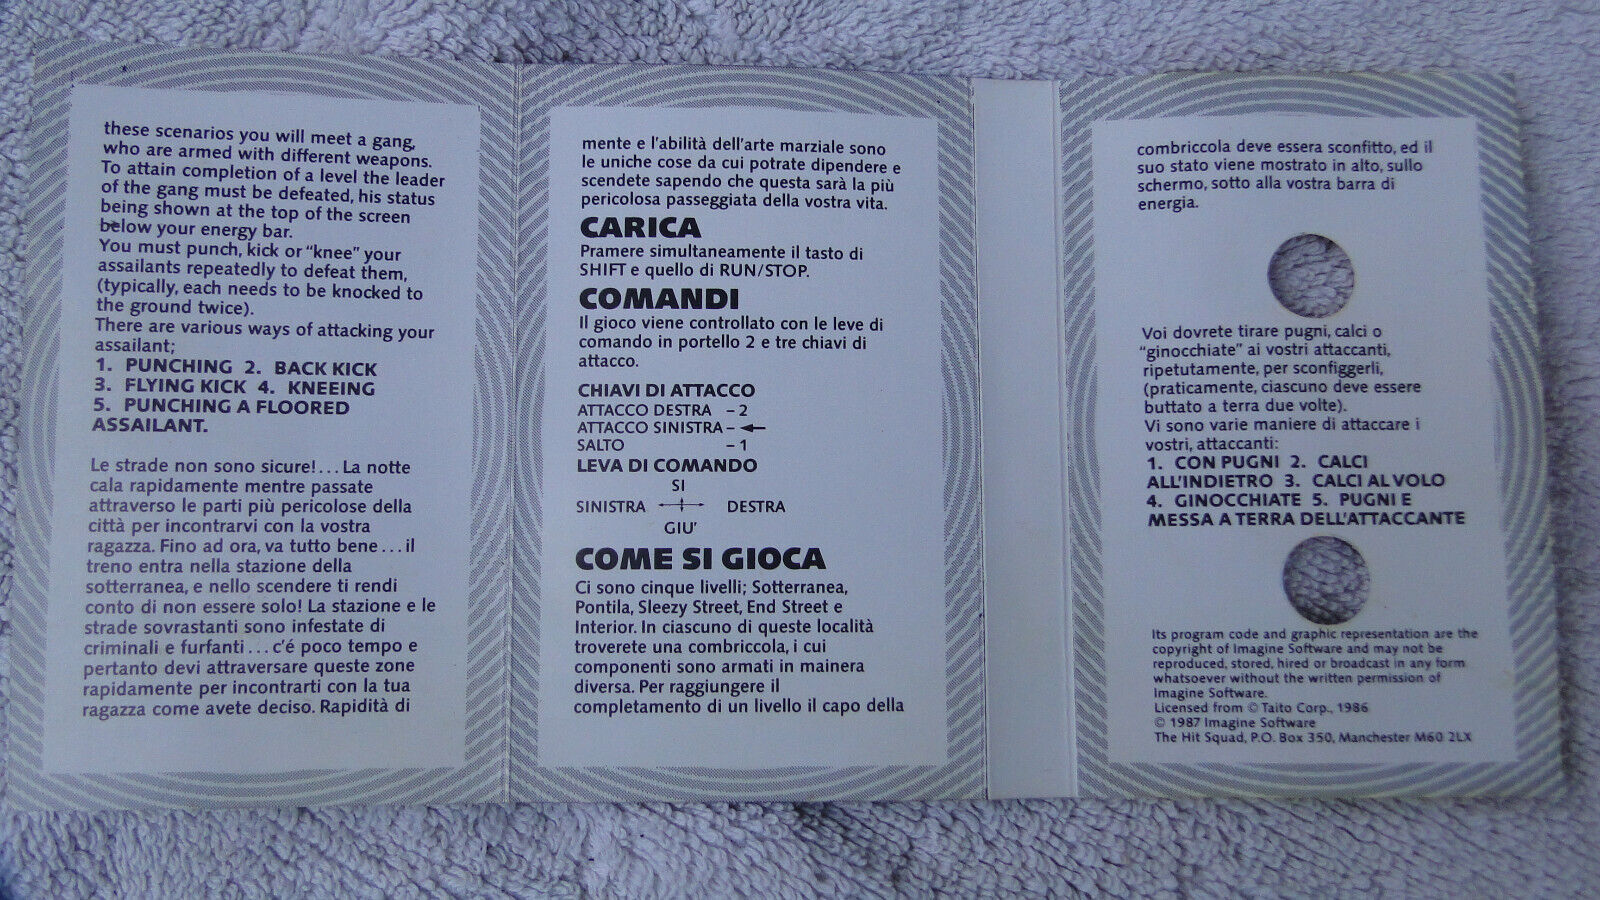 these scenarios you will meet a gang,
who are armed with different weapons.
To attain completion of a level the leader
of the gang must be defeated, his status
being shown at the top of the screen
below your energy bar.
You must punch, kick or “knee” your
assailants repeatedly to defeat them,
(typically, each needs to be knocked to
the ground twice).
There are various ways of attacking your
assailant;
1. PUNCHING 2. BACK KICK
3. FLYING KICK 4. KNEEING
5. PUNCHING A FLOORED
ASSAILANT.
Le strade non sono sicure!... La notte
cala rapidamente mentre passate
attraverso le parti più pericolose della
città per incontrarvi con la vostra
ragazza. Fino ad ora, va tutto bene... il
treno entra nella stazione della
sotterranea, e nello scendere ti rendi
conto di non essere solo! La stazione e le
strade sovrastanti sono infestate di
criminali e furfanti... c'é poco tempo e
pertanto devi attraversare queste zone
rapidamente per incontrarti con la tua
ragazza come avete deciso. Rapidità di
mente e l'abilità dell'arte marziale sono
le uniche cose da cui potrate dipendere e
scendete sapendo che questa sarà la più
pericolosa passeggiata della vostra vita.
CARICA
Pramere simultaneamente il tasto di
SHIFT e quello di RUN/STOP.
COMANDI
Il gioco viene controllato con le leve di
comando in portello 2 e tre chiavi di
attacco.
CHIAVI DI ATTACCO
ATTACCO DESTRA – 2
ATTACCO SINISTRA – ←
SALTO – 1
LEVA DI COMANDO
SI
SINISTRA DESTRA
GIU'
COME SI GIOCA
Ci sono cinque livelli; Sotterranea,
Pontila, Sleezy Street, End Street e
Interior. In ciascuno di queste località
troverete una combriccola, i cui
componenti sono armati in mainera
diversa. Per raggiungere il
completamento di un livello il capo della
combriccola deve essera sconfitto, ed il
suo stato viene mostrato in alto, sullo
schermo, sotto alla vostra barra di
energia.
Voi dovrete tirare pugni, calci o
“ginocchiate” ai vostri attaccanti,
ripetutamente, per sconfiggerli,
(praticamente, ciascuno deve essere
buttato a terra due volte).
Vi sono varie maniere di attaccare i
vostri, attaccanti:
1. CON PUGNI 2. CALCI
ALL'INDIETRO 3. CALCI AL VOLO
4. GINOCCHIATE 5. PUGNI E
MESSA A TERRA DELL'ATTACCANTE
Its program code and graphic representation are the
copyright of Imagine Software and may not be
reproduced, stored, hired or broadcast in any form
whatsoever without the written permission of
Imagine Software.
Licensed from © Taito Corp., 1986
© 1987 Imagine Software
The Hit Squad, P.O. Box 350, Manchester M60 2LX